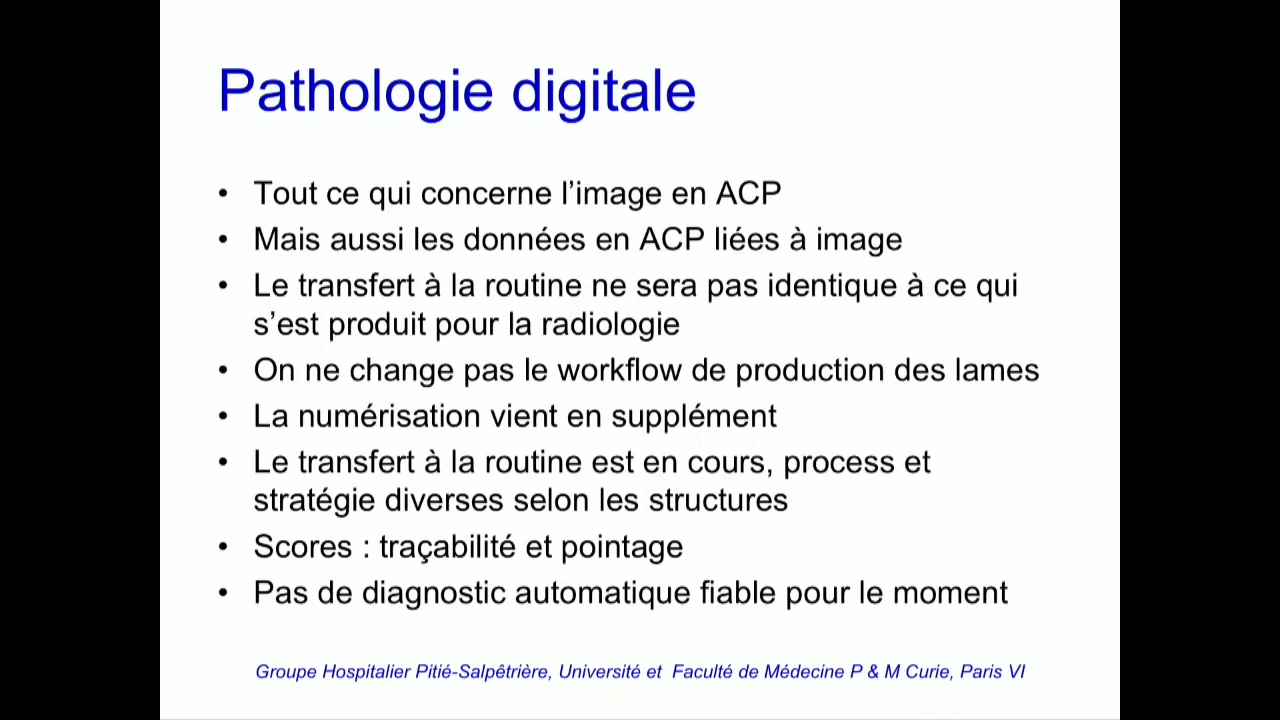 Pathologie digitale
• Tout ce qui concerne l’image en ACP
• Mais aussi les données en ACP liées à image
• Le transfert à la routine ne sera pas identique à ce qui
s’est produit pour la radiologie
• On ne change pas le workflow de production des lames
• La numérisation vient en supplément
• Le transfert à la routine est en cours, process et
stratégie diverses selon les structures
• Scores : traçabilité et pointage
• Pas de diagnostic automatique fiable pour le moment
Groupe Hospitalier Pitié-Salpêtrière, Université et Faculté de Médecine P & M Curie, Paris VI